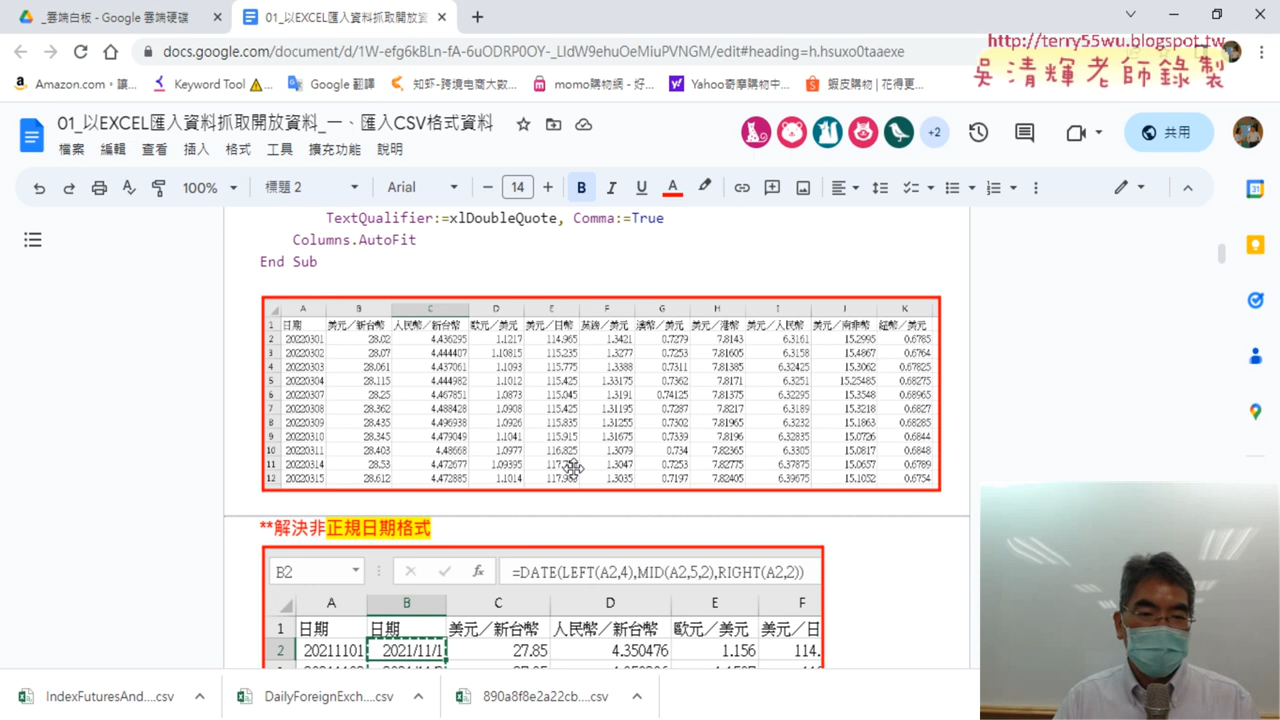 _雲端白板 - Google 雲端硬碟
01_以EXCEL匯入資料抓取開放資
docs.google.com/document/d/1W-efg6kBLn-fA-6uODRP0OY-_LIdW9ehuOeMiuPVNGM/edit#heading=h.hsuxo0taaexe
http://terry55wu.blogspot.tw
吳清輝老師錄製
Amazon.com : 讓...
Keyword Tool
Google 翻譯
知虾-跨境电商大数...
momo購物網 - 好...
Yahoo奇摩購物中...
蝦皮購物 | 花得更...
01_以EXCEL匯入資料抓取開放資料_一、匯入CSV格式資料
+2
共用
檔案 編輯 查看 插入 格式 工具 擴充功能 說明
100% 標題 2 Arial 14 B I U A
TextQualifier:=xlDoubleQuote, Comma:=True
Columns.AutoFit
End Sub
A B C D E F G H I J K
1 日期 美元／新台幣 人民幣／新台幣 歐元／美元 美元／日幣 英鎊／美元 澳幣／美元 美元／港幣 美元／人民幣 美元／南非幣 紐幣／美元
2 20220301 28.02 4.436295 1.1217 114.965 1.3421 0.7279 7.8143 6.3161 15.2995 0.6785
3 20220302 28.07 4.444407 1.10815 115.235 1.3277 0.7253 7.81605 6.3158 15.4867 0.6764
4 20220303 28.061 4.437061 1.1093 115.775 1.3388 0.7311 7.81385 6.32425 15.3062 0.67825
5 20220304 28.115 4.444982 1.1012 115.425 1.33175 0.7362 7.8171 6.3251 15.25485 0.68275
6 20220307 28.25 4.467851 1.0873 115.045 1.3191 0.74125 7.81375 6.32295 15.3548 0.68965
7 20220308 28.362 4.488428 1.0908 115.425 1.31195 0.7287 7.8217 6.3189 15.3218 0.6827
8 20220309 28.435 4.496938 1.0926 115.835 1.31255 0.7302 7.81965 6.3232 15.1863 0.68285
9 20220310 28.345 4.479049 1.1041 115.915 1.31675 0.7339 7.8196 6.32835 15.0726 0.6844
10 20220311 28.403 4.48668 1.0977 116.825 1.3079 0.734 7.82365 6.3305 15.0817 0.6848
11 20220314 28.53 4.472677 1.09395 1.3047 0.7253 7.82775 6.37875 15.0657 0.6789
12 20220315 28.612 4.472885 1.1014 1.3035 0.7197 7.82405 6.39675 15.1052 0.6754
**解決非正規日期格式
B2 fx =DATE(LEFT(A2,4),MID(A2,5,2),RIGHT(A2,2))
A B C D E F
1 日期 日期 美元／新台幣 人民幣／新台幣 歐元／美元 美元／日
2 20211101 2021/11/1 27.85 4.350476 1.156 114.
IndexFuturesAnd....csv
DailyForeignExch....csv
890a8f8e2a22cb....csv